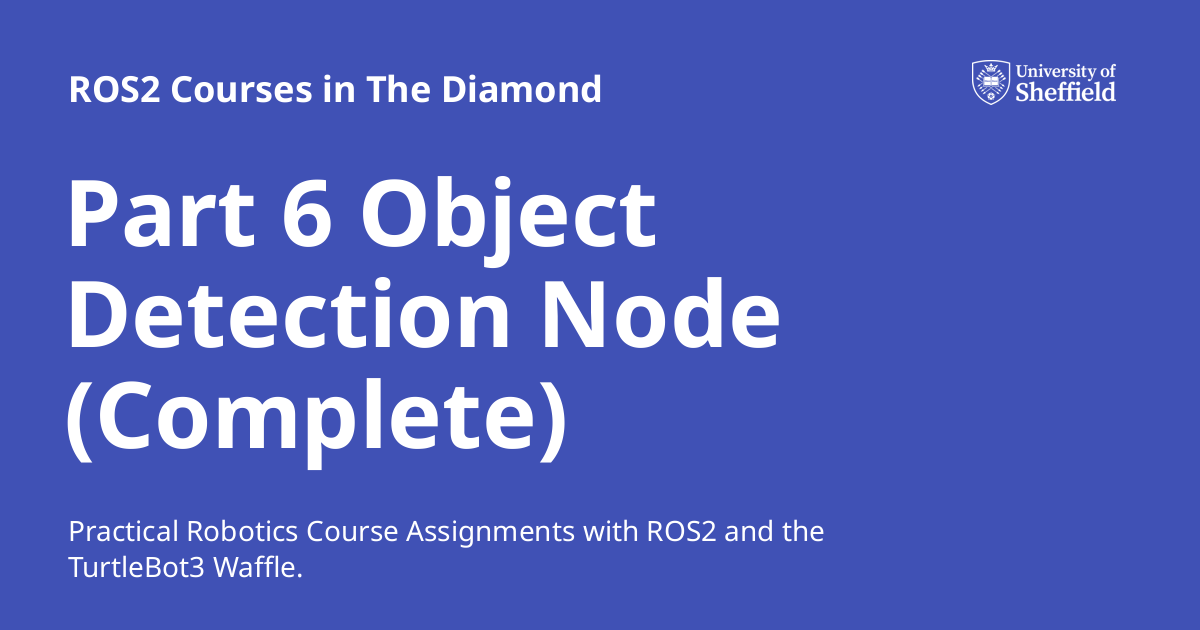 ROS2 Courses in The Diamond
University of
Sheffield
Part 6 Object
Detection Node
(Complete)
Practical Robotics Course Assignments with ROS2 and the
TurtleBot3 Waffle.